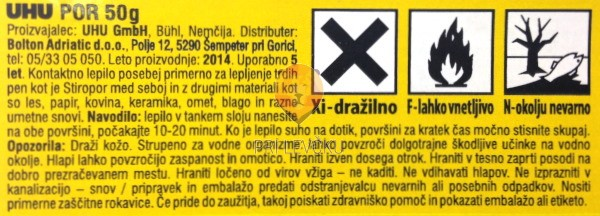 UHU POR 50g
Proizvajalec: UHU GmbH, Bühl, Nemčija. Distributer:
Bolton Adriatic d.o.o., Polje 12, 5290 Šempeter pri Gorici,
tel: 05/33 05 050. Leto proizvodnje: 2014. Uporabno 5
let. Kontaktno lepilo posebej primerno za lepljenje trdih
pen kot je Stiropor med seboj in z drugimi materiali kot
so les, papir, kovina, keramika, omet, blago in razne
umetne snovi. Navodilo: lepilo v tankem sloju nanesite
na obe površini, počakajte 10-20 minut. Ko je lepilo suho na dotik, površini za kratek čas močno stisnite skupaj.
Opozorila: Draži kožo. Strupeno za vodne organizme: lahko povzroči dolgotrajne škodljive učinke na vodno
okolje. Hlapi lahko povzročijo zaspanost in omotico. Hraniti izven dosega otrok. Hraniti v tesno zaprti posodi na
dobro prezračevanem mestu. Hraniti ločeno od virov vžiga – ne kaditi. Ne vdihavati hlapov. Ne izprazniti v
kanalizacijo - snov / pripravek in embalažo predati odstranjevalcu nevarnih ali posebnih odpadkov. Nositi
primerne zaščitne rokavice. Če pride do zaužitja, takoj poiskati zdravniško pomoč in pokazati embalažo ali etiketo.
Xi-dražilno F-lahko vnetljivo N-okolju nevarno